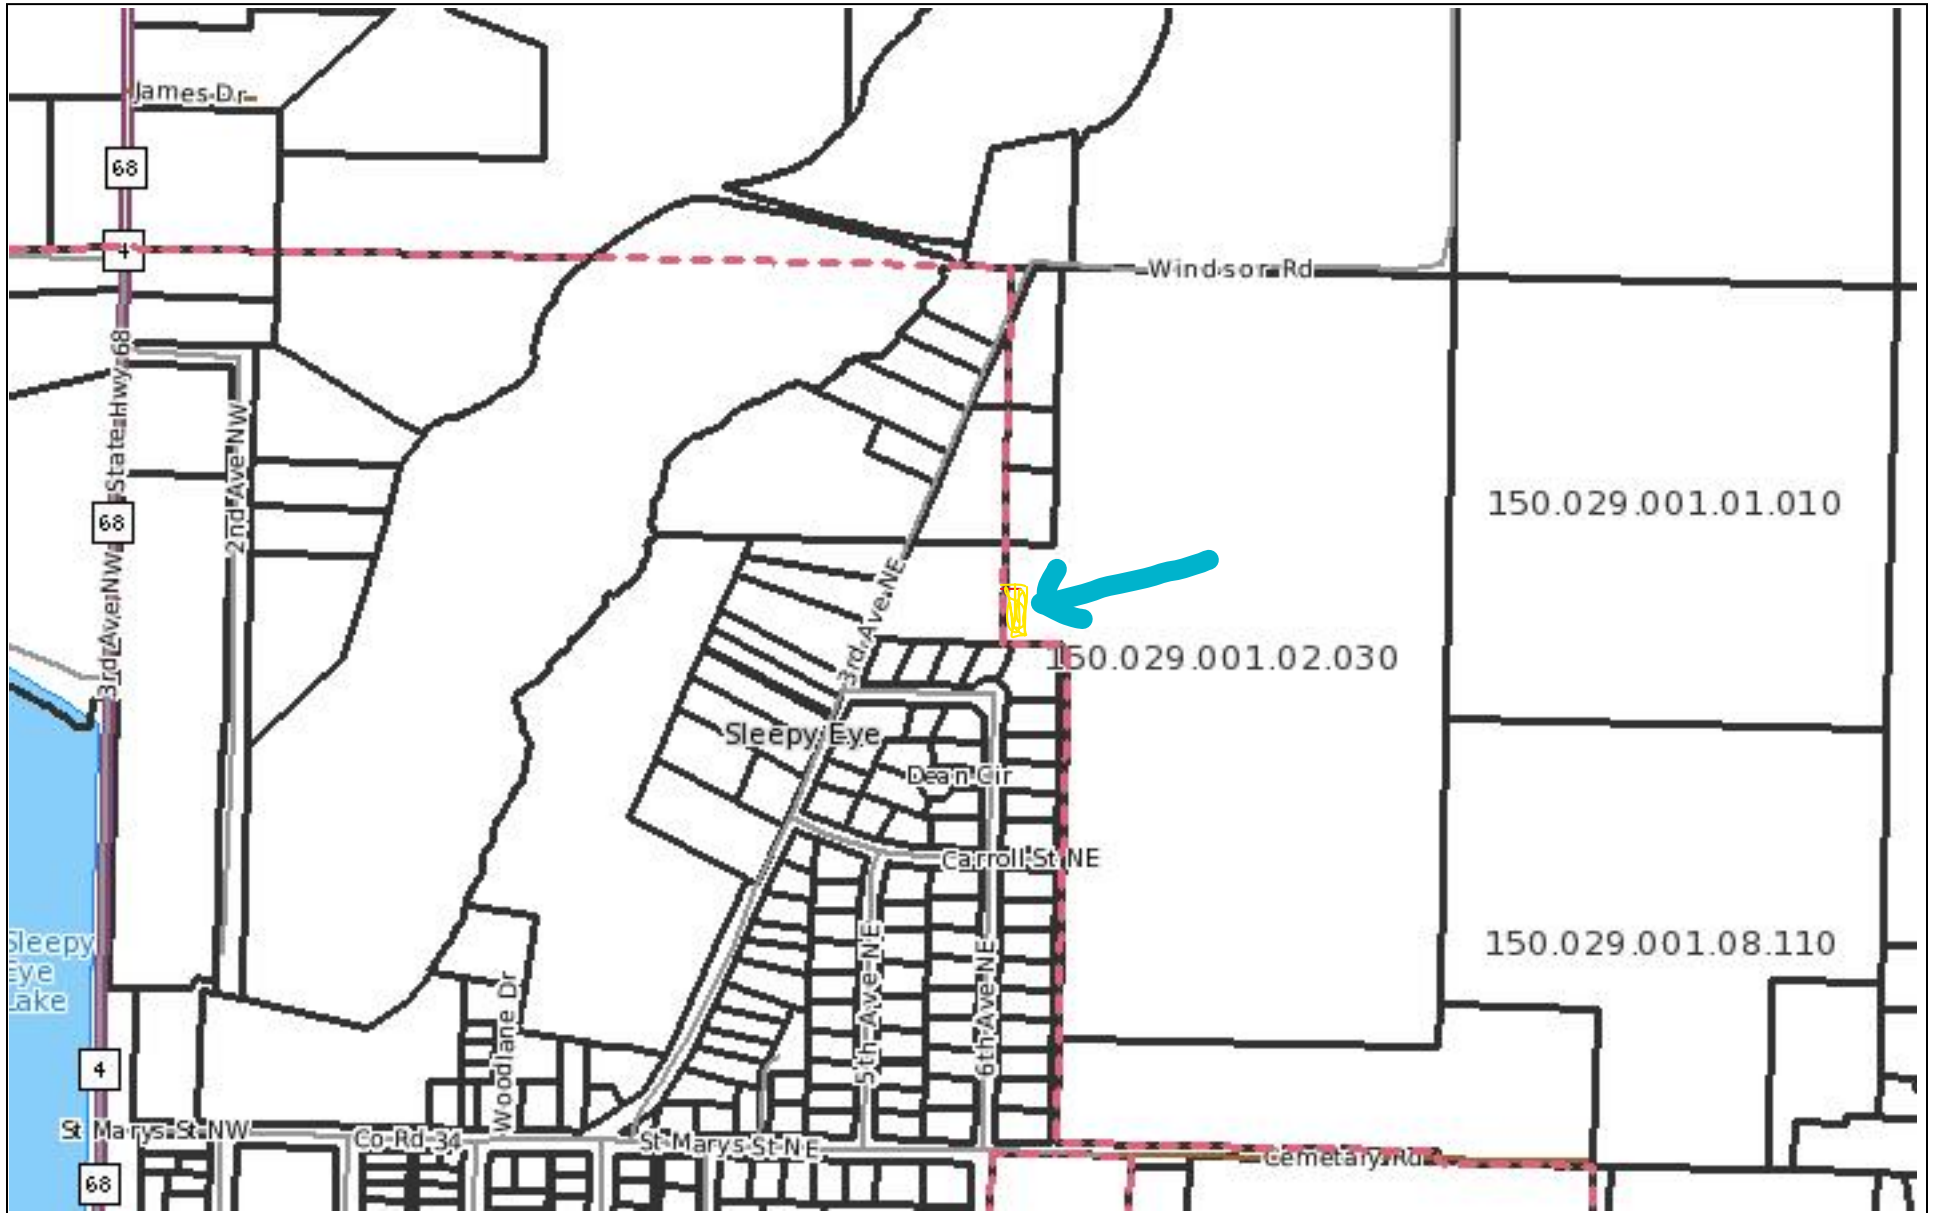 James Dr
68
4
Windsor Rd
State Hwy 68
2nd Ave NW
68
150.029.001.01.010
3rd Ave NE
3rd Ave NW
150.029.001.02.030
Sleepy Eye
Dean Cir
Carroll St NE
Sleepy
Eye
Lake
150.029.001.08.110
5th Ave NE
6th Ave NE
Woodlane Dr
4
St Marys St NW
Co Rd 34
St Marys St NE
Cemetary Rd
68